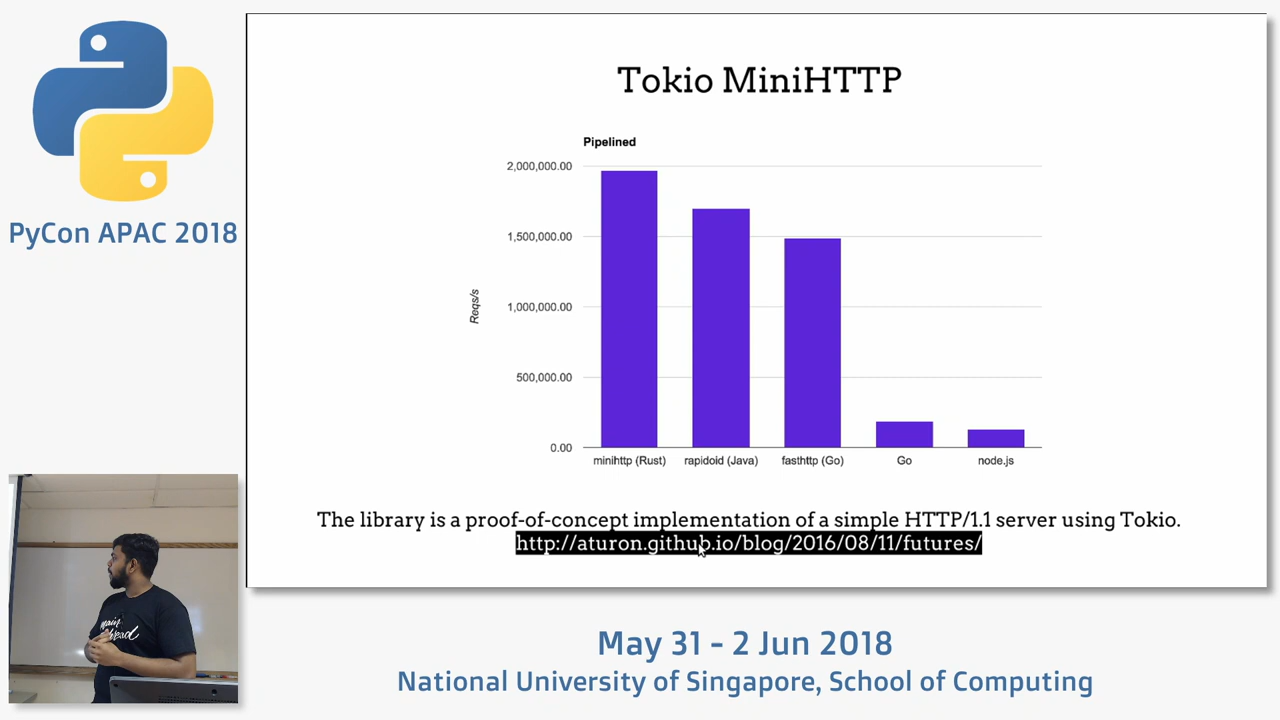 PyCon APAC 2018
Tokio MiniHTTP
Pipelined
2,000,000.00
1,500,000.00
1,000,000.00
500,000.00
0.00
Reqs/s
minihttp (Rust) rapidoid (Java) fasthttp (Go) Go node.js
The library is a proof-of-concept implementation of a simple HTTP/1.1 server using Tokio.
http://aturon.github.io/blog/2016/08/11/futures/
May 31 - 2 Jun 2018
National University of Singapore, School of Computing